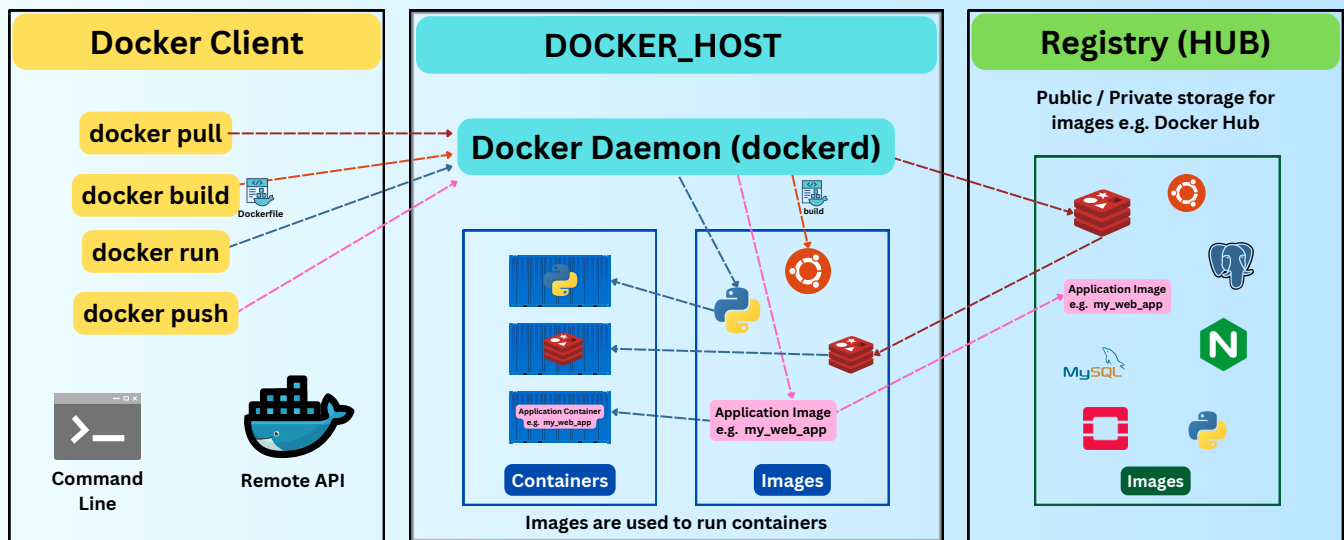 Docker Client
docker pull
docker build
Dockerfile
docker run
docker push
Command
Line
Remote API
DOCKER_HOST
Docker Daemon (dockerd)
build
Application Container
e.g. my_web_app
Containers
Application Image
e.g. my_web_app
Images
Images are used to run containers
Registry (HUB)
Public / Private storage for
images e.g. Docker Hub
Application Image
e.g. my_web_app
N
MySQL
Images